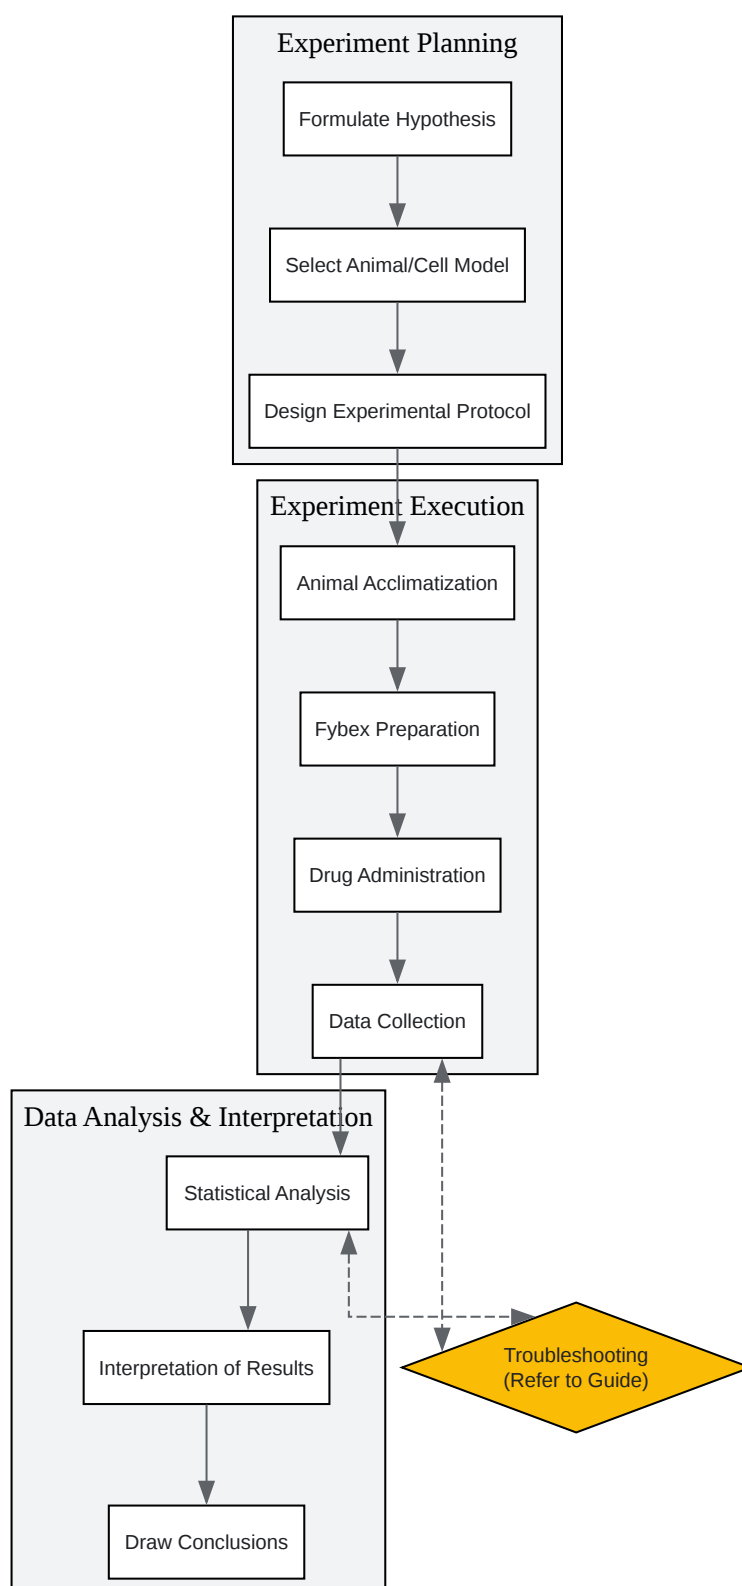 Experiment Planning
Formulate Hypothesis
Select Animal/Cell Model
Design Experimental Protocol
Experiment Execution
Animal Acclimatization
Fybex Preparation
Drug Administration
Data Collection
Data Analysis & Interpretation
Statistical Analysis
Interpretation of Results
Troubleshooting
(Refer to Guide)
Draw Conclusions